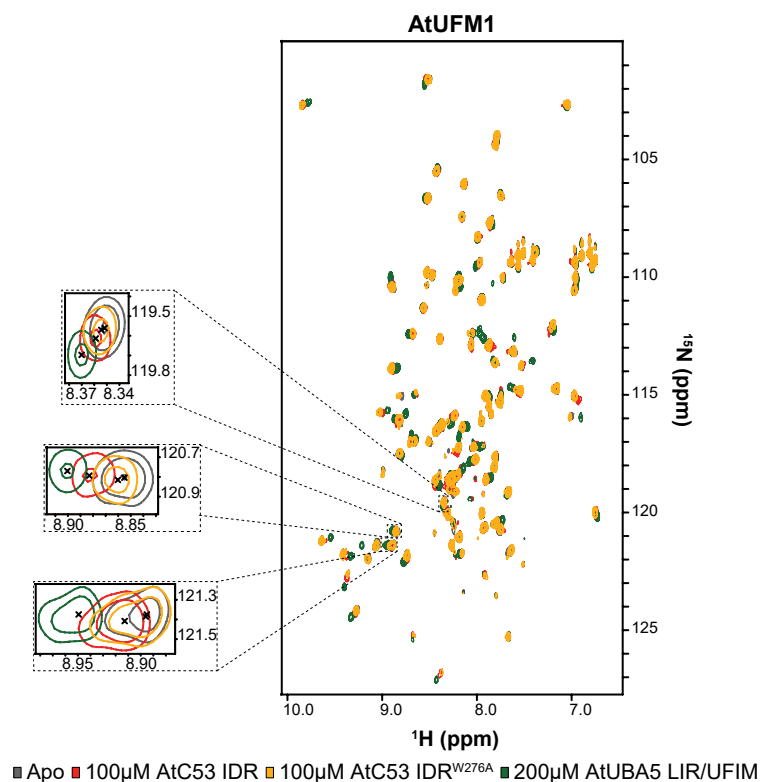 AtUFM1
105
110
115
120
125
¹⁵N (ppm)
10.0 9.0 8.0 7.0
¹H (ppm)
119.5
119.8
8.37 8.34
120.7
120.9
8.90 8.85
121.3
121.5
8.95 8.90
Apo 100µM AtC53 IDR 100µM AtC53 IDRᵂ²⁷⁶ᴬ 200µM AtUBA5 LIR/UFIM